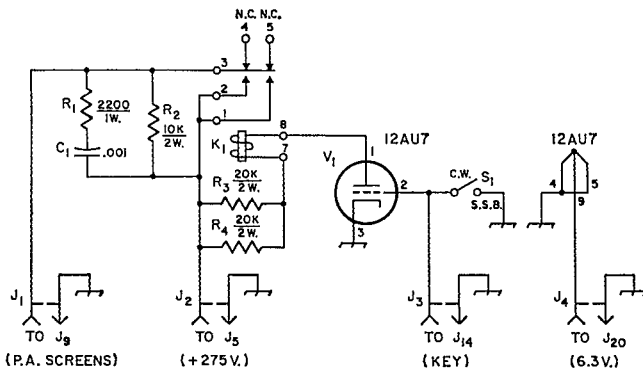 N.C. N.C.
4 5
3
2
1
R1 2200 1W.
C1 .001
R2 10K 2W.
K1
8
7
R3 20K 2W.
R4 20K 2W.
V1
12AU7
1
2
3
C.W. S1
S.S.B.
12AU7
4 5
9
J1 J2 J3 J4
TO J9 TO J5 TO J14 TO J20
(P.A. SCREENS) (+275V.) (KEY) (6.3V.)